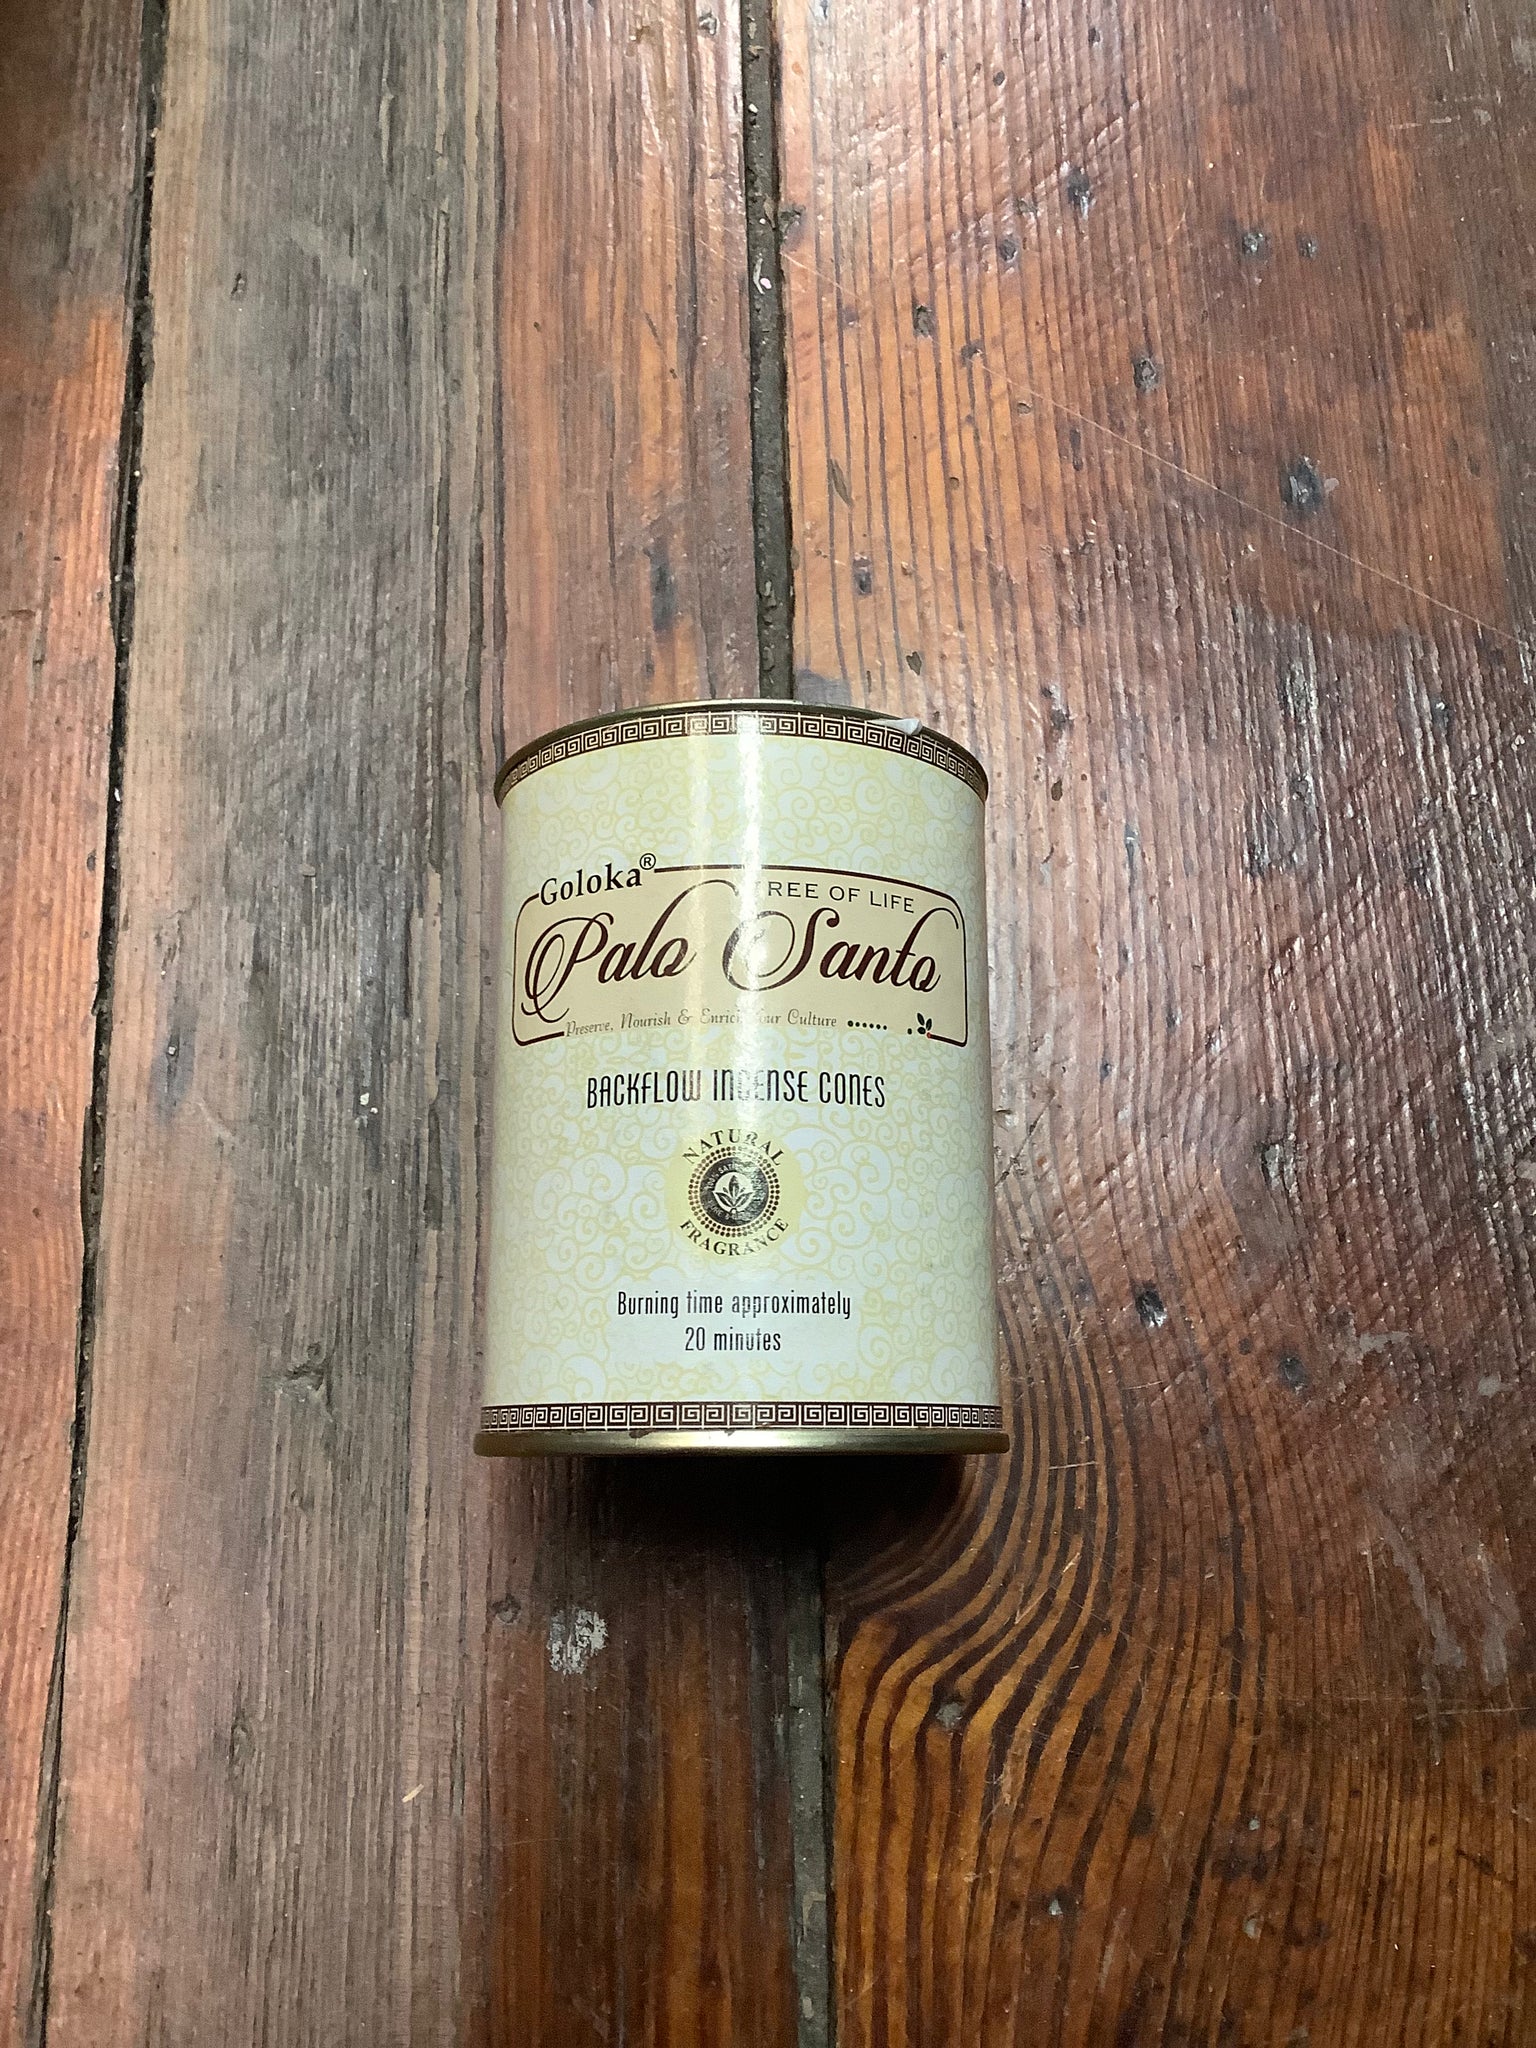 Goloka®
TREE OF LIFE
Palo Santo
Preserve, Nourish & Enrich Your Culture
BACKFLOW INCENSE CONES
NATURAL
FRAGRANCE
Burning time approximately
20 minutes